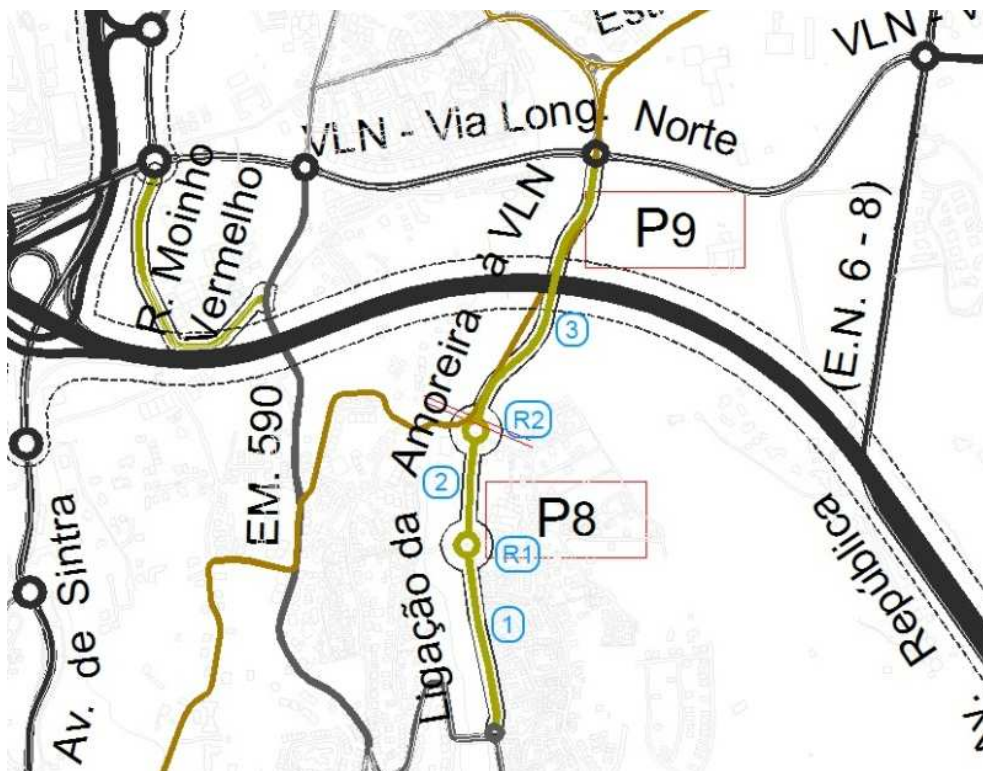 Est
VLN - V
VLN - Via Long. Norte
R. Moinho
Vermelho
P9
(E.N. 6 - 8)
3
Ligação da Amoreira à VLN
R2
EM. 590
2
P8
R1
Av. de Sintra
1
República
Av.